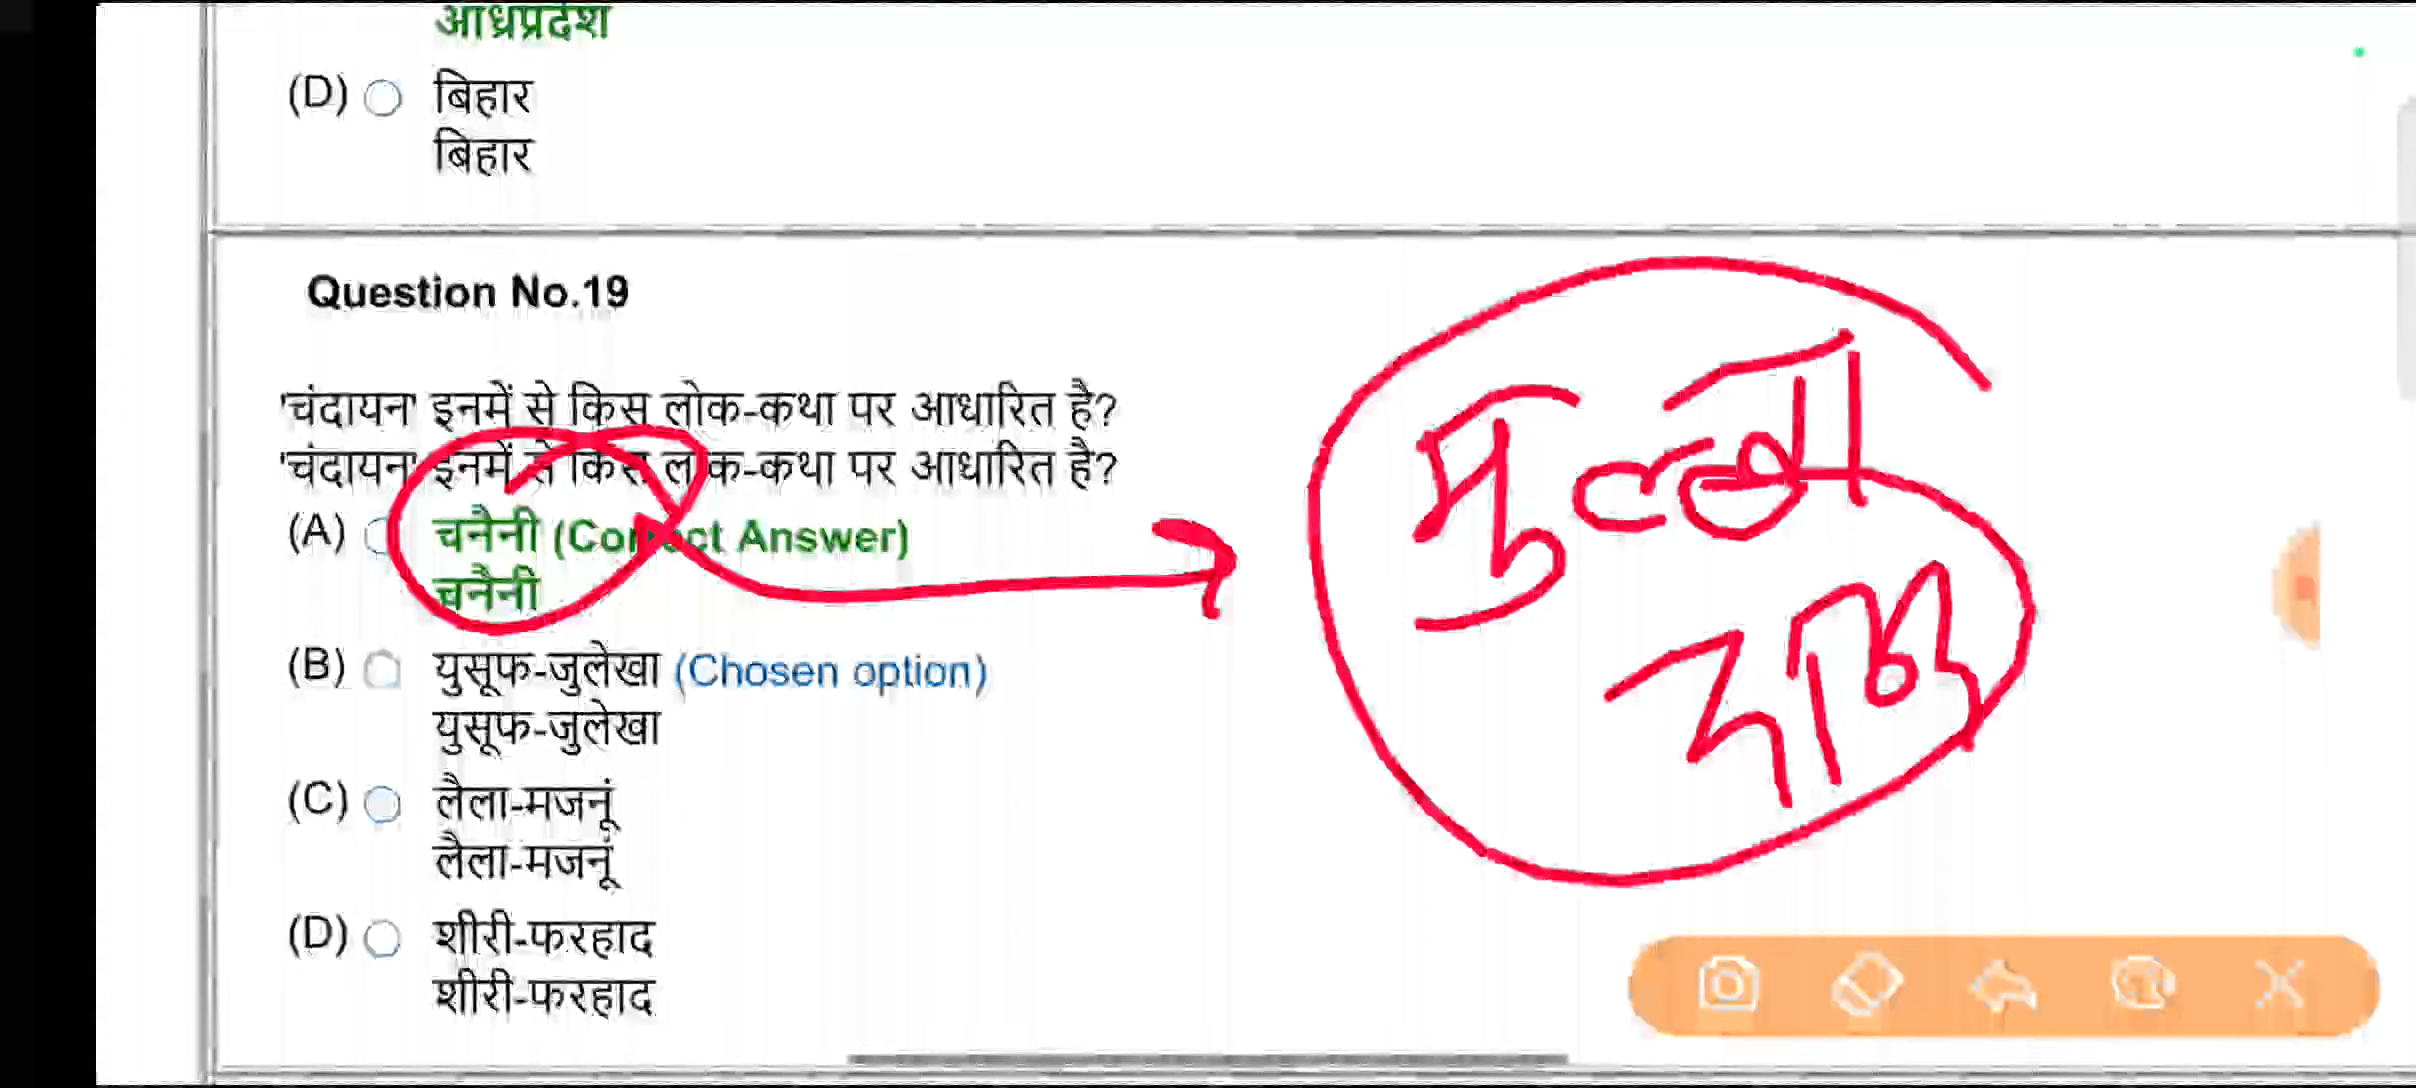 आंध्रप्रदेश
(D) बिहार
बिहार
Question No.19
'चंदायन' इनमें से किस लोक-कथा पर आधारित है?
'चंदायन' इनमें से किस लोक-कथा पर आधारित है?
(A) चनैनी (Correct Answer)
चनैनी
(B) युसूफ-जुलेखा (Chosen option)
युसूफ-जुलेखा
(C) लैला-मजनूं
लैला-मजनूं
(D) शीरी-फरहाद
शीरी-फरहाद
मुल्ला
दाऊद